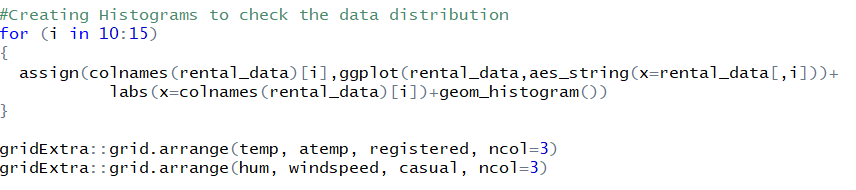 #Creating Histograms to check the data distribution
for (i in 10:15)
{
  assign(colnames(rental_data)[i],ggplot(rental_data,aes_string(x=rental_data[,i]))+
           labs(x=colnames(rental_data)[i])+geom_histogram())
}

gridExtra::grid.arrange(temp, atemp, registered, ncol=3)
gridExtra::grid.arrange(hum, windspeed, casual, ncol=3)